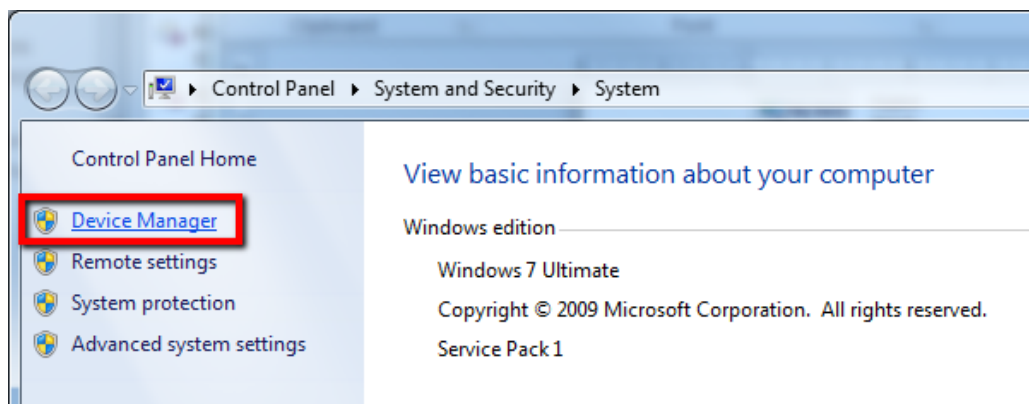 Control Panel ▸ System and Security ▸ System
Control Panel Home
Device Manager
Remote settings
System protection
Advanced system settings
View basic information about your computer
Windows edition
Windows 7 Ultimate
Copyright © 2009 Microsoft Corporation. All rights reserved.
Service Pack 1